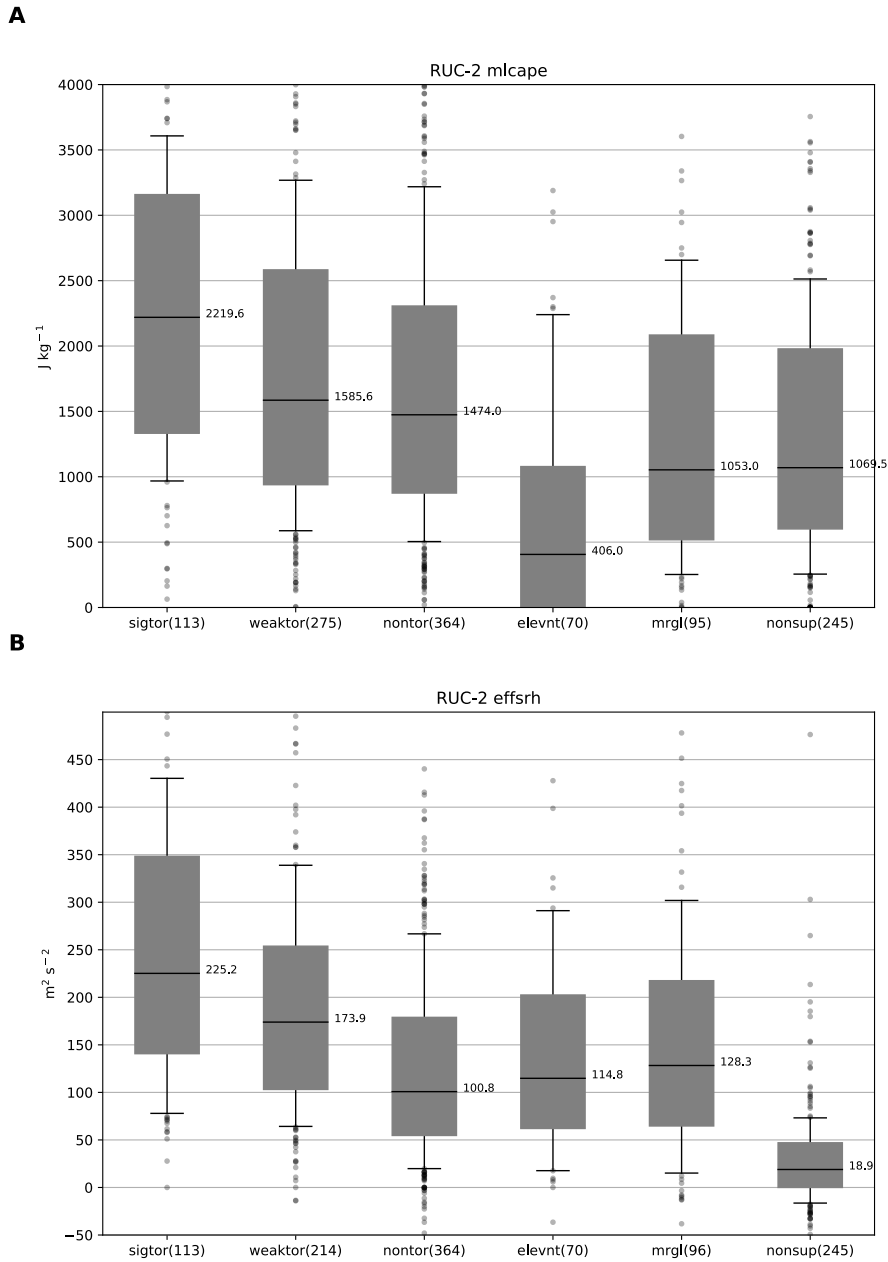 A
RUC-2 mlcape
4000
3500
3000
2500
2000
1500
1000
500
0
J kg⁻¹
2219.6
1585.6
1474.0
406.0
1053.0
1069.5
sigtor(113)
weaktor(275)
nontor(364)
elevnt(70)
mrgl(95)
nonsup(245)
B
RUC-2 effsrh
450
400
350
300
250
200
150
100
50
0
−50
m² s⁻²
225.2
173.9
100.8
114.8
128.3
18.9
sigtor(113)
weaktor(214)
nontor(364)
elevnt(70)
mrgl(96)
nonsup(245)